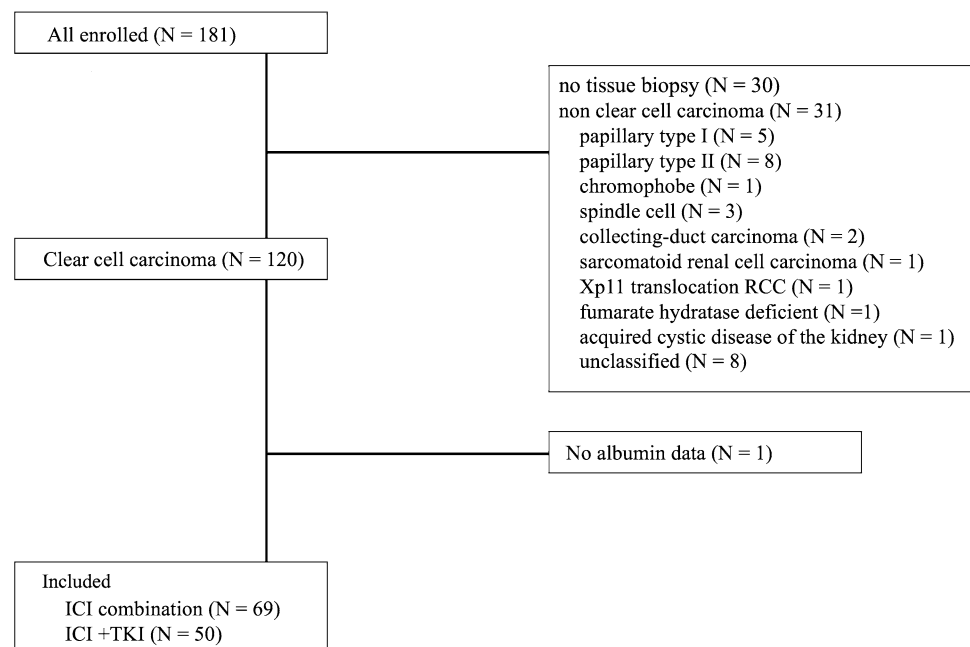 All enrolled (N = 181)
no tissue biopsy (N = 30)
non clear cell carcinoma (N = 31)
papillary type I (N = 5)
papillary type II (N = 8)
chromophobe (N = 1)
spindle cell (N = 3)
collecting-duct carcinoma (N = 2)
sarcomatoid renal cell carcinoma (N = 1)
Xp11 translocation RCC (N = 1)
fumarate hydratase deficient (N =1)
acquired cystic disease of the kidney (N = 1)
unclassified (N = 8)
Clear cell carcinoma (N = 120)
No albumin data (N = 1)
Included
ICI combination (N = 69)
ICI +TKI (N = 50)